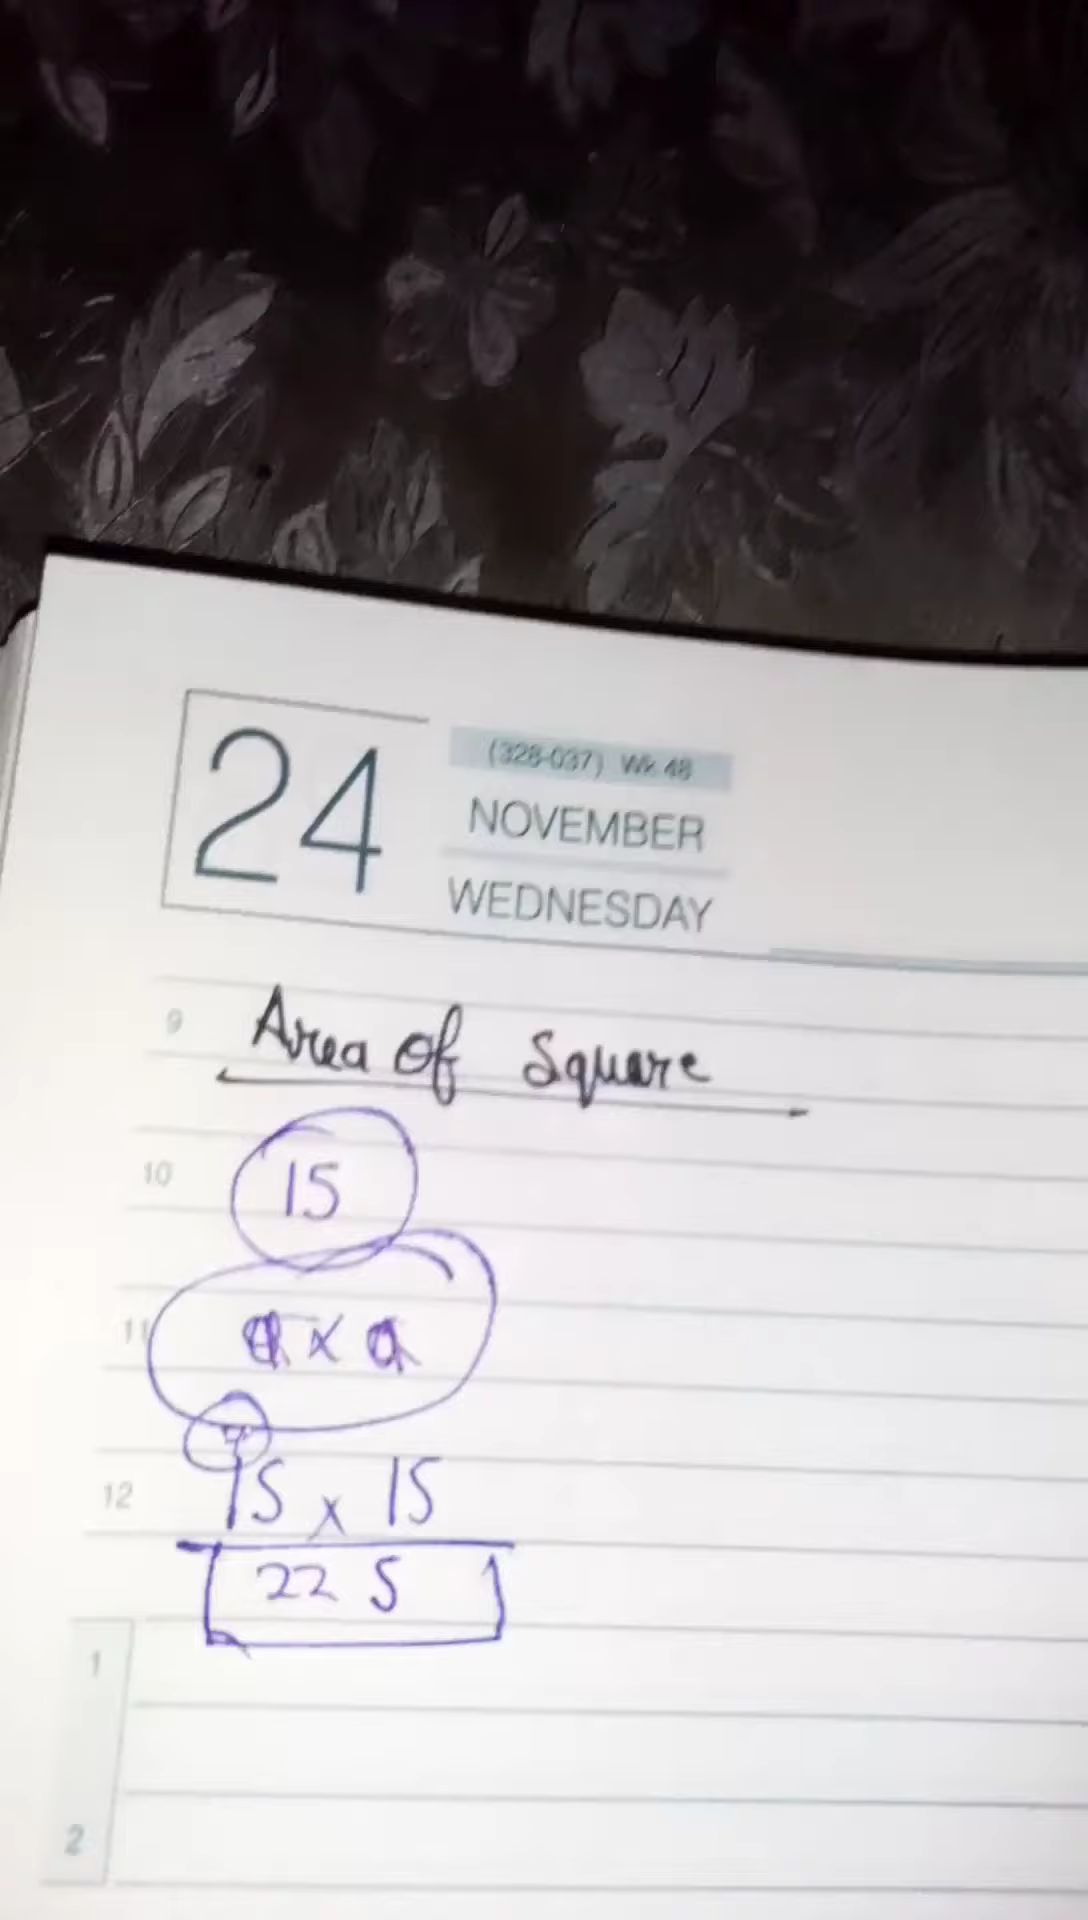 24
(328-037) Wk 48
NOVEMBER
WEDNESDAY
9 Area of Square
10 15
11 a x a
12 15 x 15
225
1
2